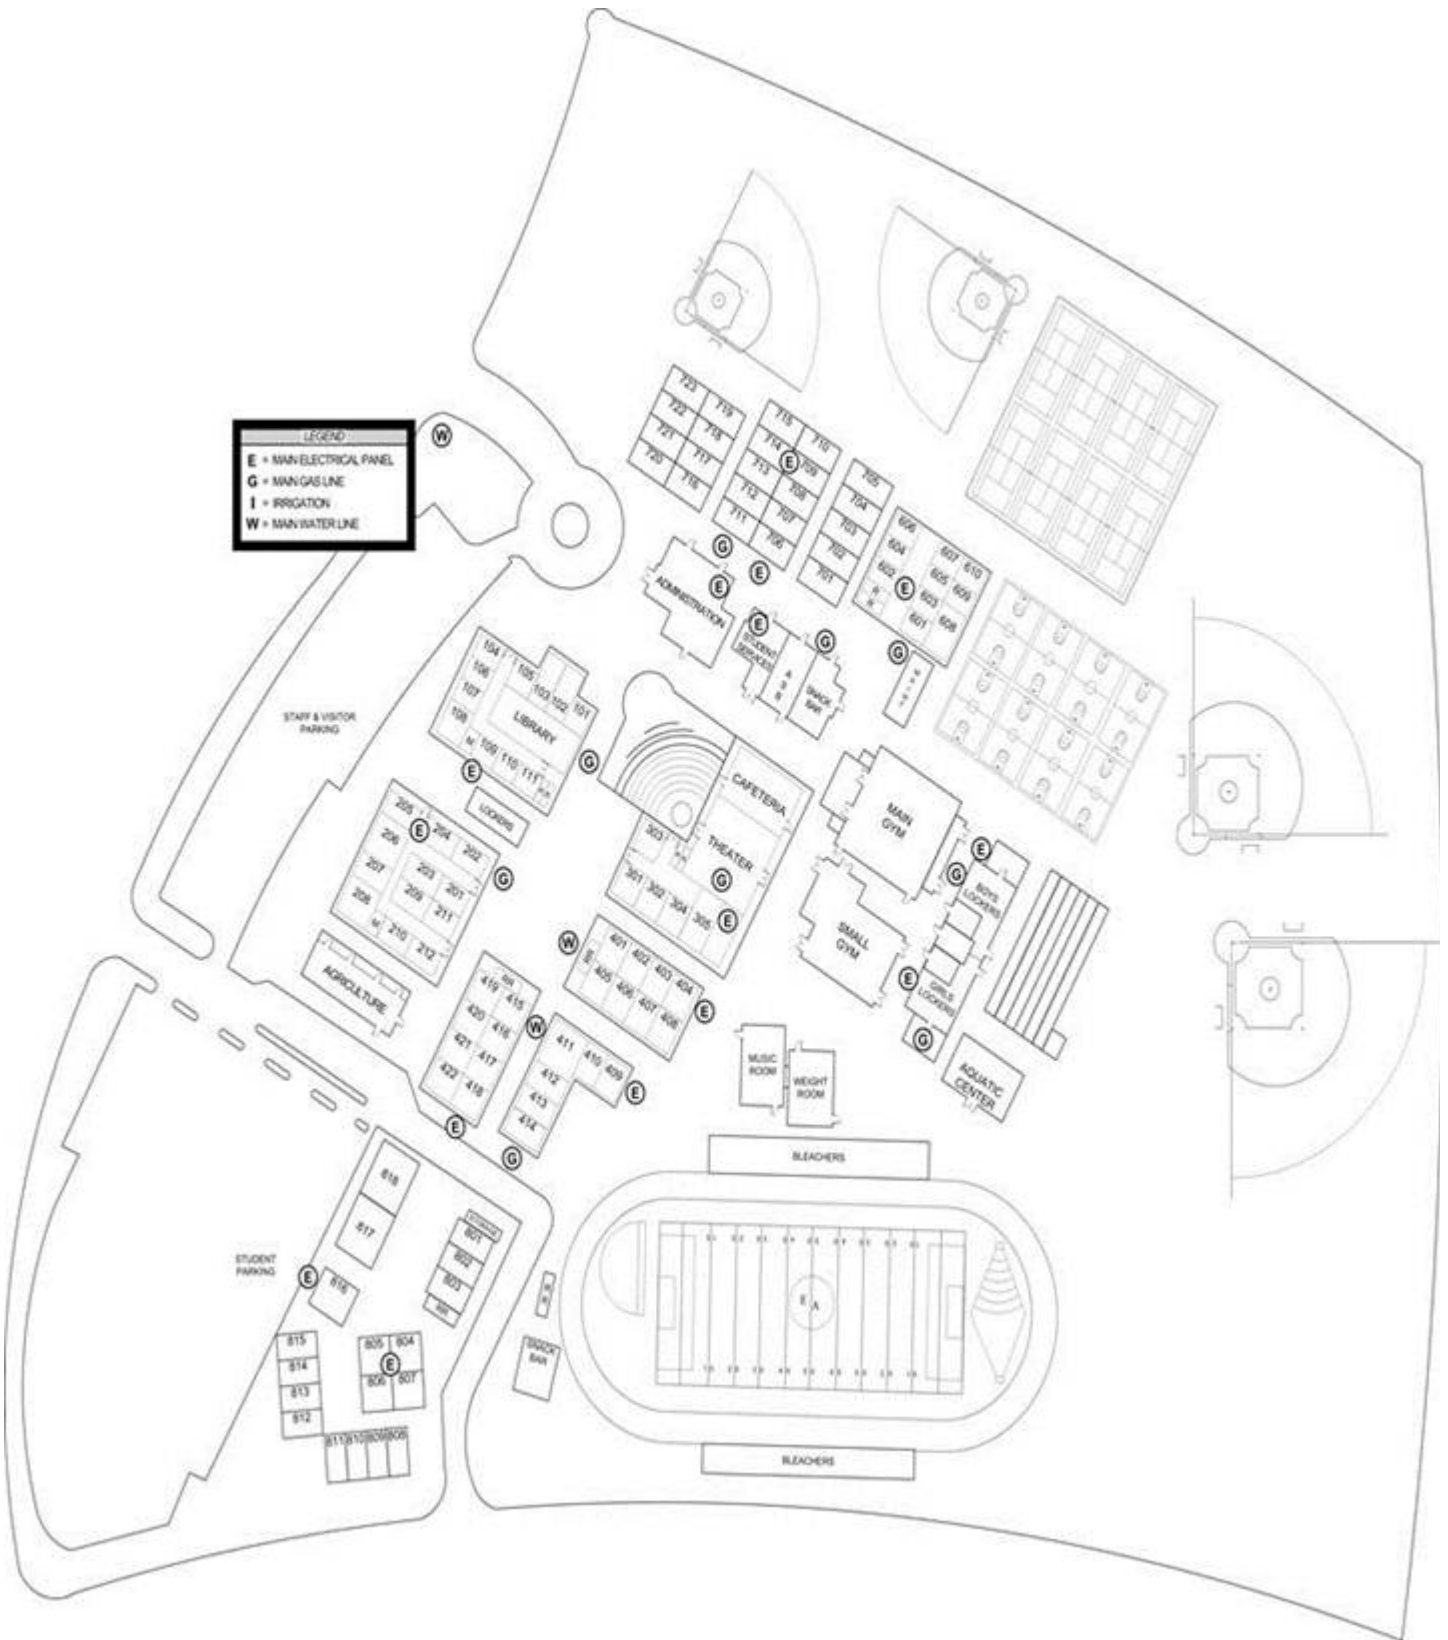 LEGEND
E = MAIN ELECTRICAL PANEL
G = MAIN GAS LINE
I = IRRIGATION
W = MAIN WATER LINE
W
723
719
722
718
721
717
720
716
715
710
714
E
709
713
708
712
707
711
706
705
704
703
702
701
606
607
610
604
605
609
602
E
603
608
601
G
E
E
ADMINISTRATION
E
STUDENT
SERVICES
A
S
B
G
SNACK
BAR
G
104
105
103
102
101
106
107
108
LIBRARY
M
109
110
111
E
G
LOCKERS
STAFF & VISITOR
PARKING
CAFETERIA
THEATER
G
303
301
302
304
305
E
MAIN
GYM
SMALL
GYM
E
G
BOYS
LOCKERS
E
GIRLS
LOCKERS
G
AQUATIC
CENTER
205
E
204
202
206
203
201
G
207
209
211
208
M
210
212
AGRICULTURE
W
401
402
403
404
405
406
407
408
E
RR
419
415
W
420
416
421
417
422
418
E
411
410
409
E
412
413
414
G
MUSIC
ROOM
WEIGHT
ROOM
BLEACHERS
818
817
STUDENT
PARKING
E
816
STORAGE
801
802
803
RR
815
814
813
812
805
804
E
806
807
811
810
809
808
R
R
SNACK
BAR
E A
BLEACHERS